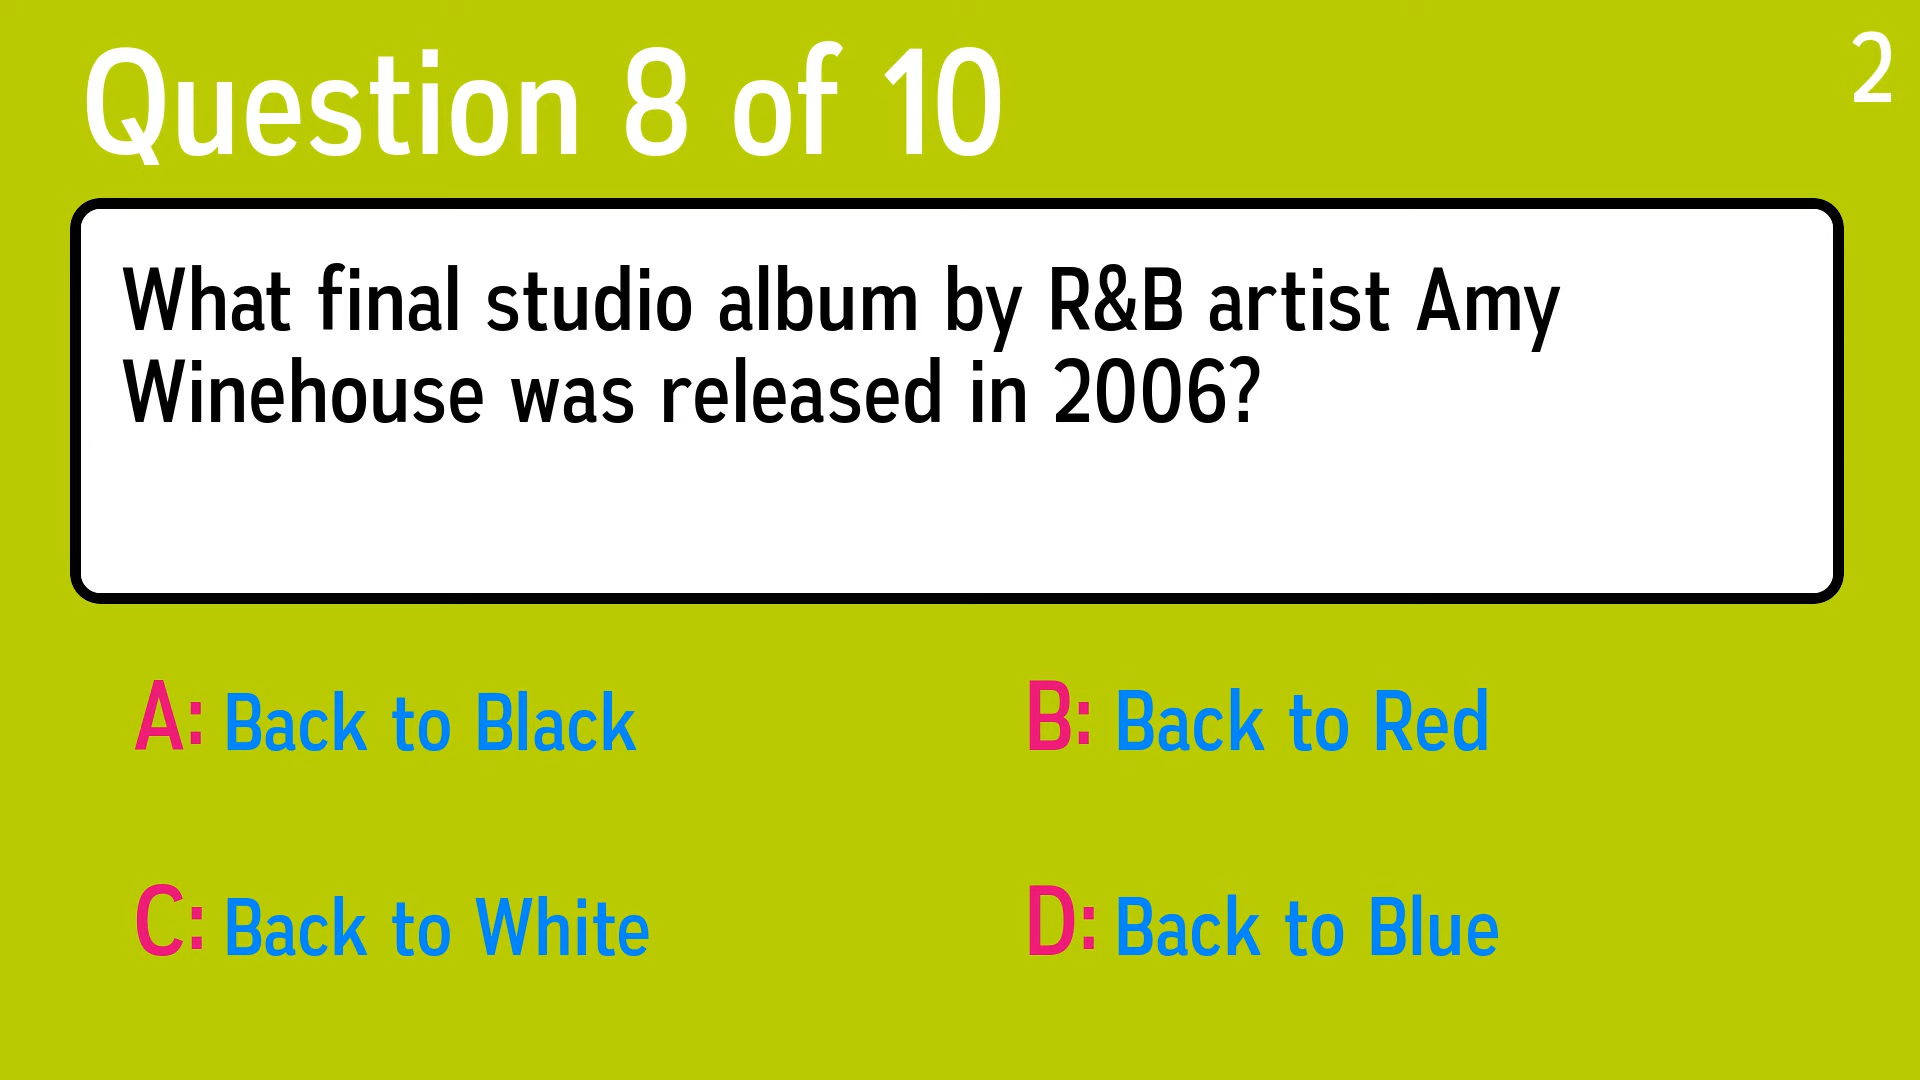 Question 8 of 10
2
What final studio album by R&B artist Amy
Winehouse was released in 2006?
A: Back to Black
B: Back to Red
C: Back to White
D: Back to Blue